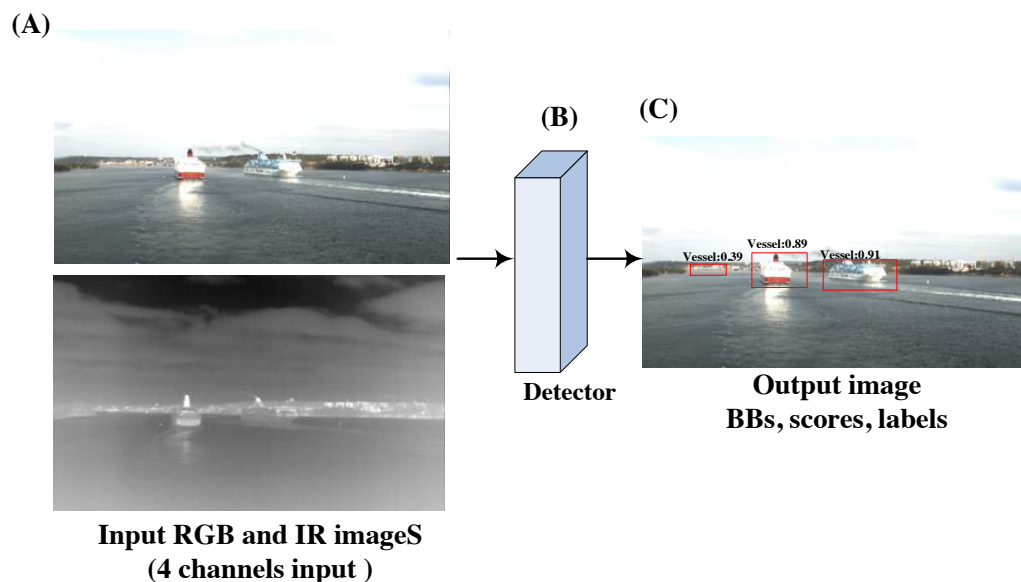 (A)
Input RGB and IR imageS
(4 channels input )
(B)
Detector
(C)
Vessel:0.39
Vessel:0.89
Vessel:0.91
Output image
BBs, scores, labels